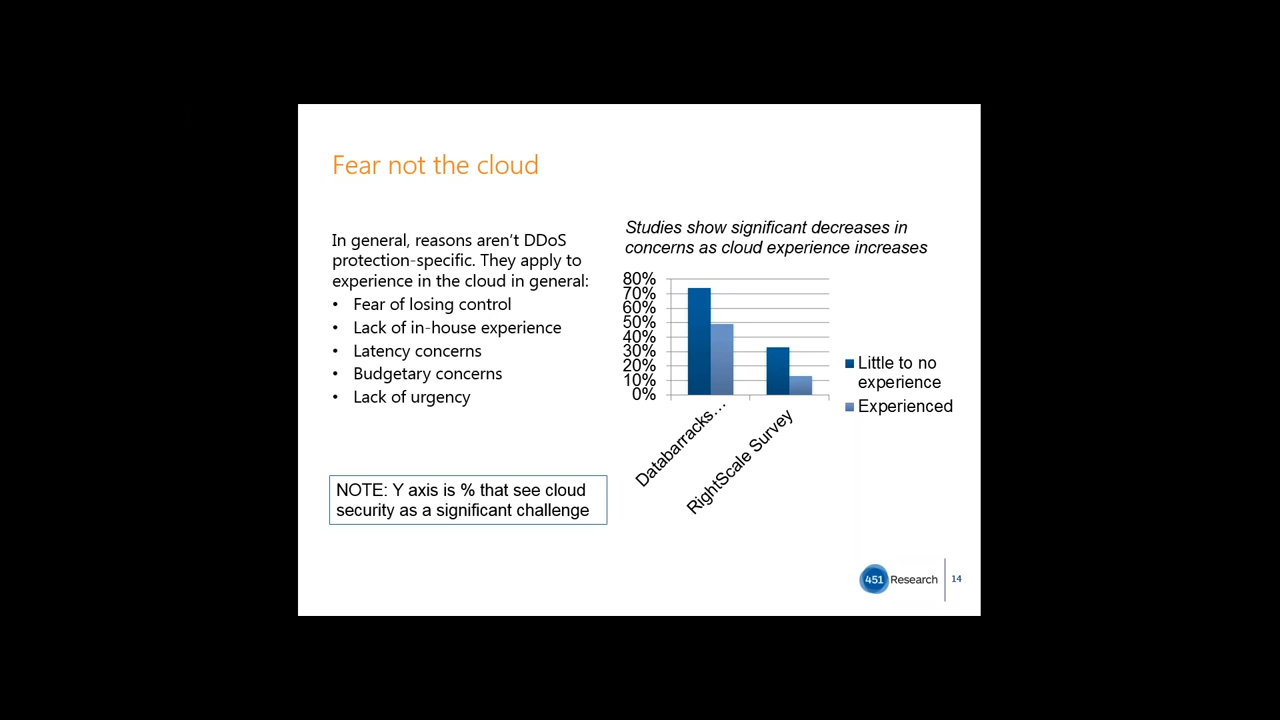 Fear not the cloud
In general, reasons aren't DDoS
protection-specific. They apply to
experience in the cloud in general:
• Fear of losing control
• Lack of in-house experience
• Latency concerns
• Budgetary concerns
• Lack of urgency
NOTE: Y axis is % that see cloud
security as a significant challenge
Studies show significant decreases in
concerns as cloud experience increases
80%
70%
60%
50%
40%
30%
20%
10%
0%
Databarracks…
RightScale Survey
Little to no
experience
Experienced
451 Research
14